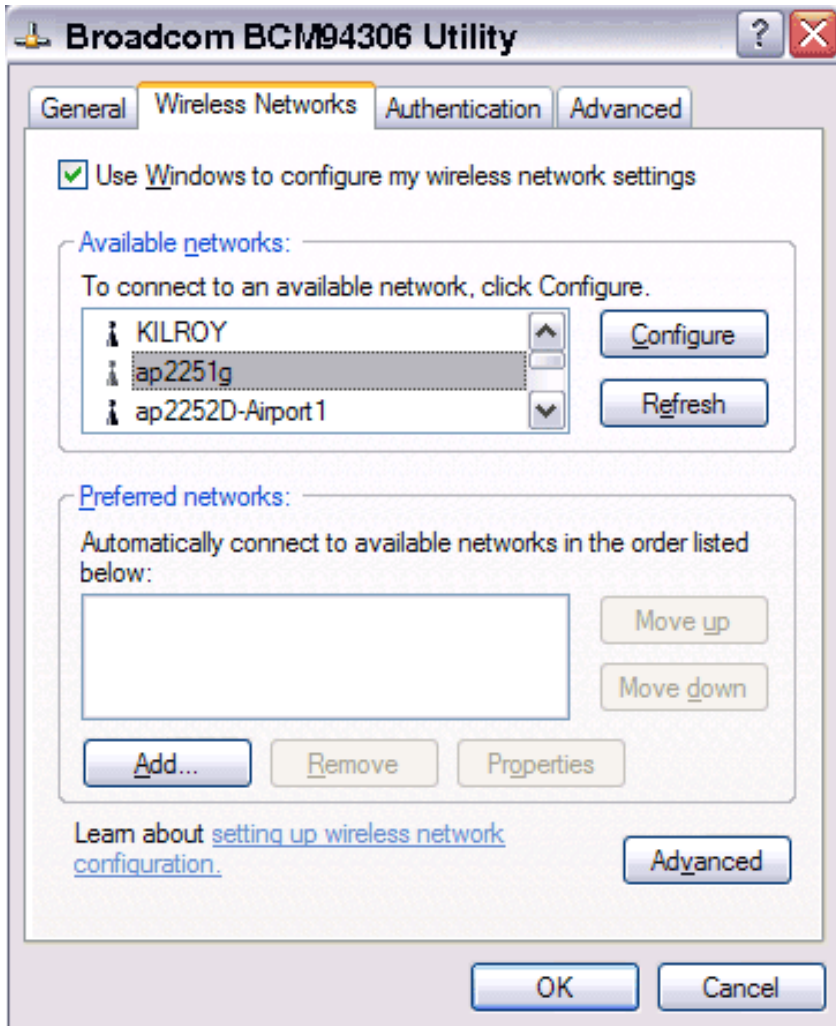 Broadcom BCM94306 Utility
General Wireless Networks Authentication Advanced
Use Windows to configure my wireless network settings
Available networks:
To connect to an available network, click Configure.
KILROY
ap2251g
ap2252D-Airport1
Configure
Refresh
Preferred networks:
Automatically connect to available networks in the order listed
below:
Move up
Move down
Add... Remove Properties
Learn about setting up wireless network
configuration.
Advanced
OK Cancel